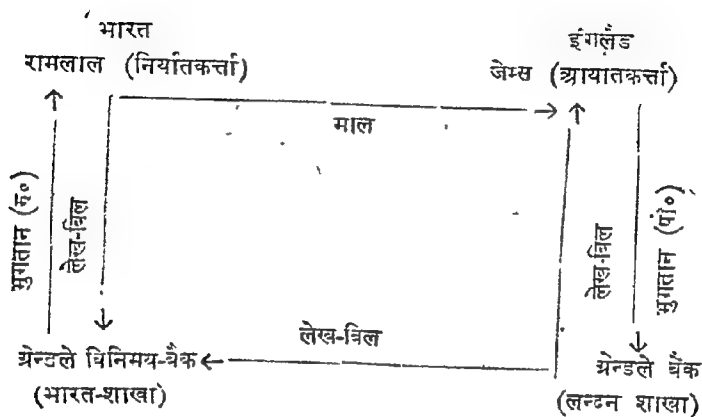 भारत
रामलाल (निर्यातकर्त्ता)
इंगलैंड
जेम्स (आयातकर्त्ता)
माल
भुगतान (रु०)
लेख-बिल
लेख-बिल
भुगतान (पौं०)
लेख-बिल
ग्रेन्डले विनिमय-बैंक
(भारत-शाखा)
ग्रेन्डले बैंक
(लन्दन शाखा)